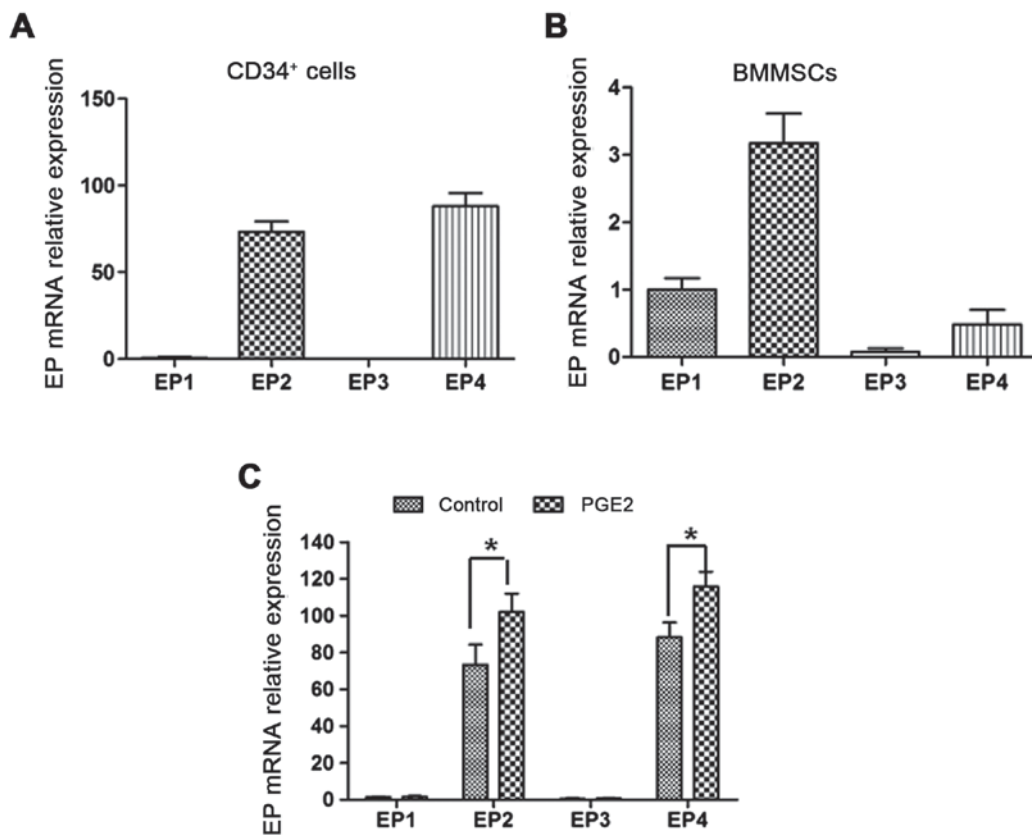 A
CD34⁺ cells
EP mRNA relative expression
150
100
50
0
EP1 EP2 EP3 EP4
B
BMMSCs
EP mRNA relative expression
4
3
2
1
0
EP1 EP2 EP3 EP4
C
Control PGE2
EP mRNA relative expression
140
120
100
80
60
40
20
0
* *
EP1 EP2 EP3 EP4